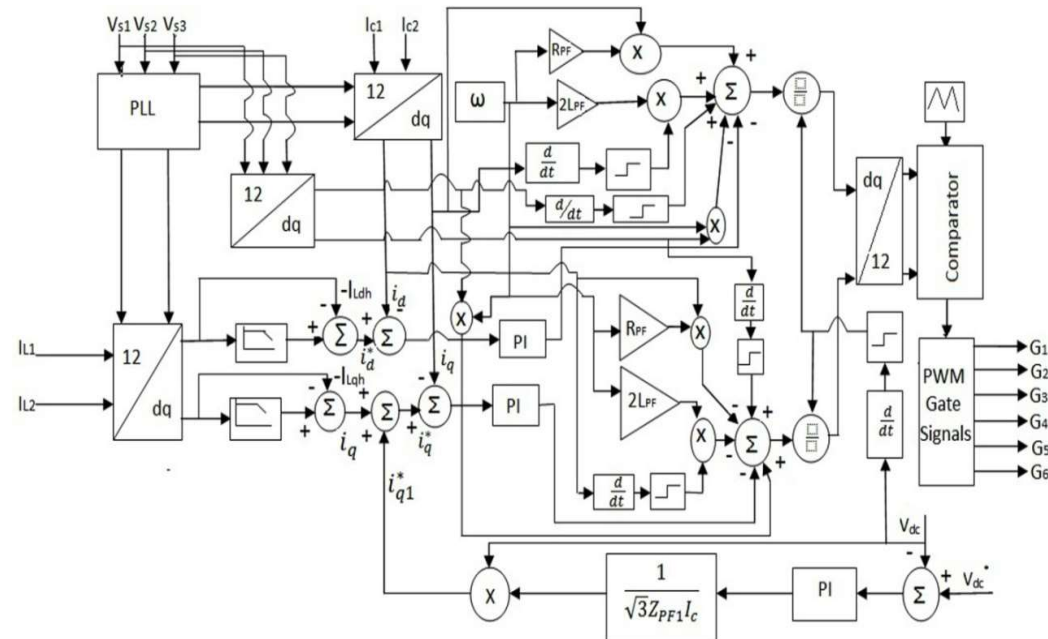 Vs1 Vs2 Vs3
Ic1 Ic2
PLL
12
dq
ω
RPF
X
2LPF
X
Σ
+
+
+
-
-
12
dq
d/dt
d/dt
X
dq
12
Comparator
-ILdh
-
+
Σ
+
-
Σ
id
id*
X
RPF
X
PI
d/dt
IL1
IL2
12
dq
-ILqh
-
+
Σ
+
+
Σ
-
+
Σ
iq
iq
iq*
PI
2LPF
X
-
-
-
+
+
Σ
d/dt
d/dt
PWM
Gate
Signals
G1
G2
G3
G4
G5
G6
iq1*
X
1
√3ZPF1Ic
PI
Σ
-
+
Vdc
Vdc*